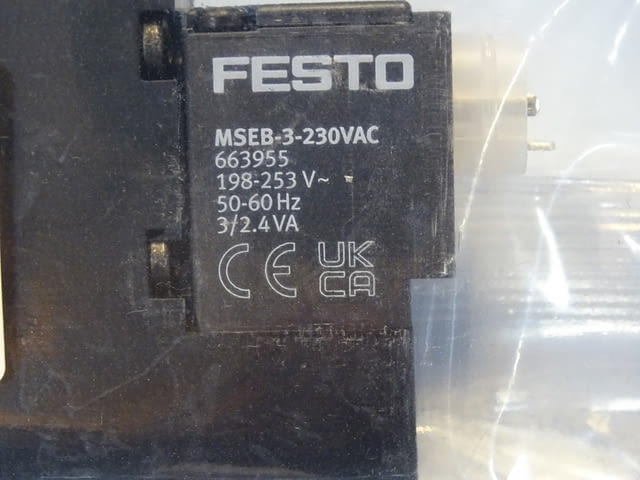 FESTO
MSEB-3-230VAC
663955
198-253 V~
50-60 Hz
3/2.4 VA
CE UK
CA